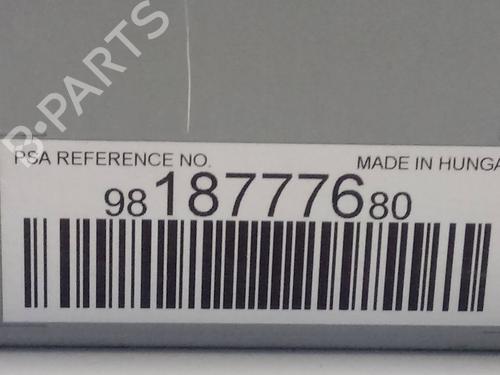 B-PARTS
PSA REFERENCE NO. MADE IN HUNGA
9818777680